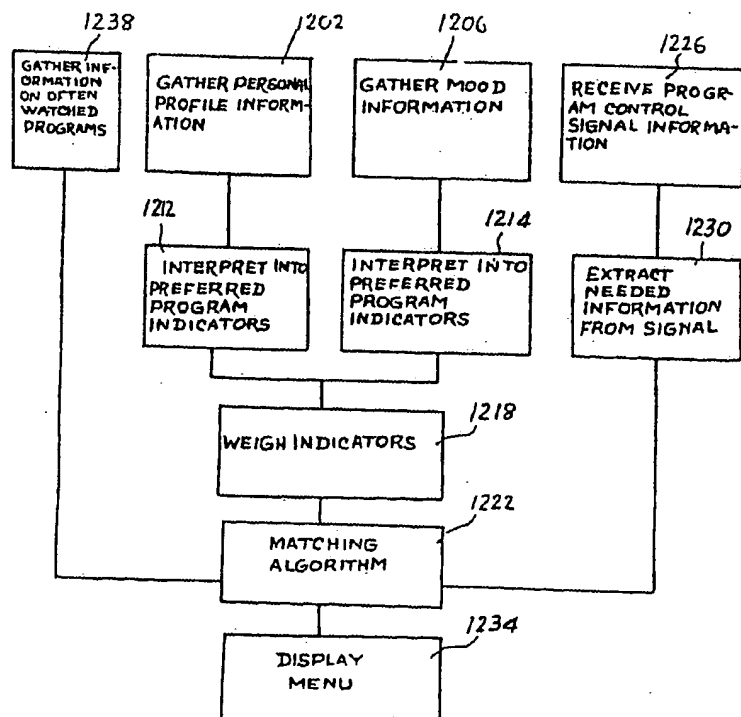 1238
1202
1206
1226
GATHER INF-
ORMATION
ON OFTEN
WATCHED
PROGRAMS
GATHER PERSONAL
PROFILE INFORM-
ATION
GATHER MOOD
INFORMATION
RECEIVE PROGR-
AM CONTROL
SIGNAL INFORMA-
TION
1212
1214
1230
INTERPRET INTO
PREFERRED
PROGRAM
INDICATORS
INTERPRET INTO
PREFERRED
PROGRAM
INDICATORS
EXTRACT
NEEDED
INFORMATION
FROM SIGNAL
1218
WEIGH INDICATORS
1222
MATCHING
ALGORITHM
1234
DISPLAY
MENU